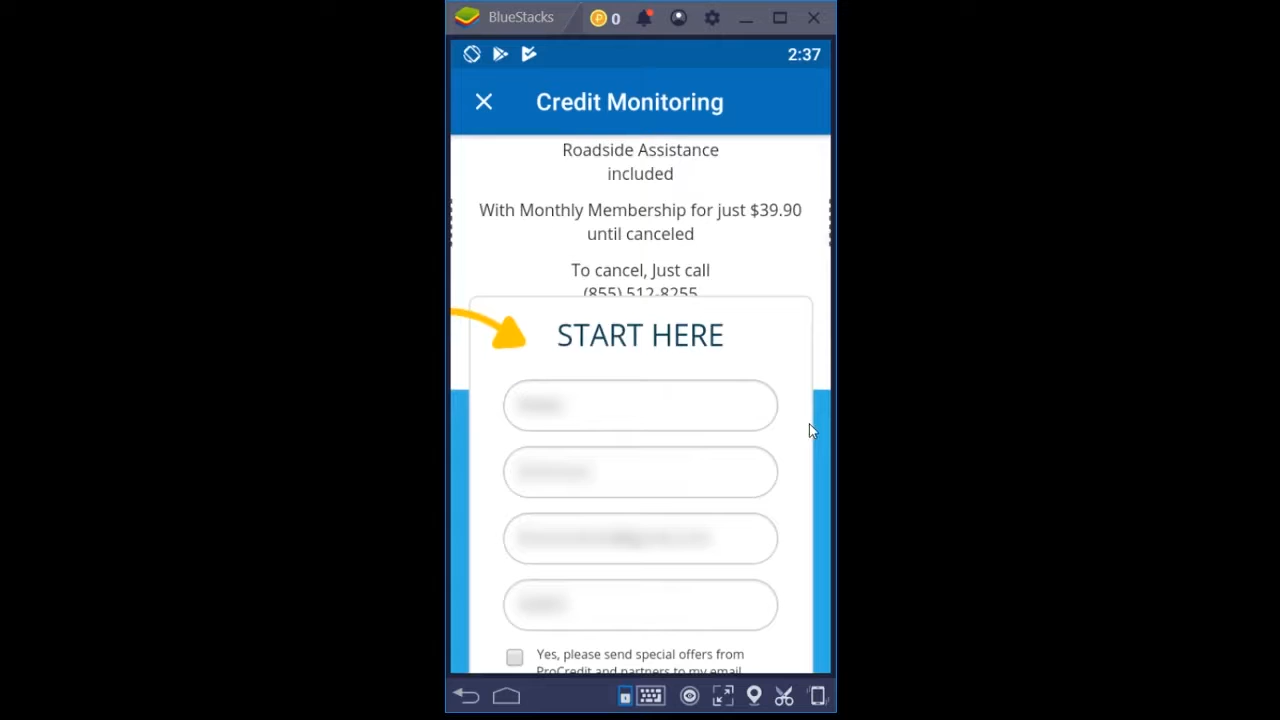 BlueStacks
0
2:37
Credit Monitoring
Roadside Assistance
included
With Monthly Membership for just $39.90
until canceled
To cancel, Just call
(855) 512-8255
START HERE
Yes, please send special offers from
ProCredit and partners to my email